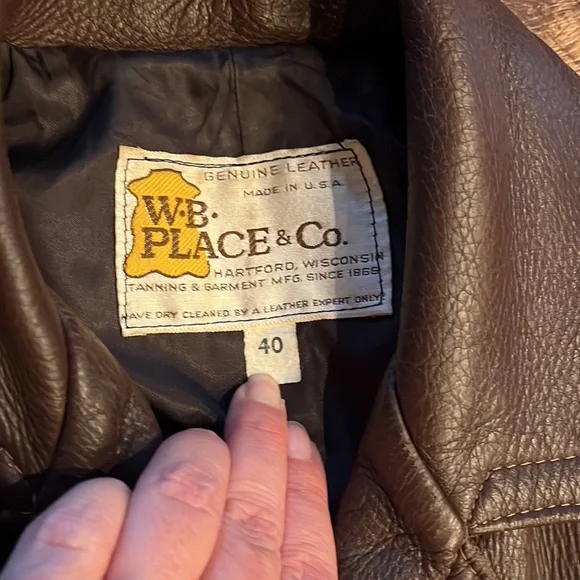 GENUINE LEATHER
MADE IN U.S.A.
W.B.
PLACE & Co.
HARTFORD, WISCONSIN
TANNING & GARMENT MFG. SINCE 1866
HAVE DRY CLEANED BY A LEATHER EXPERT ONLY
40